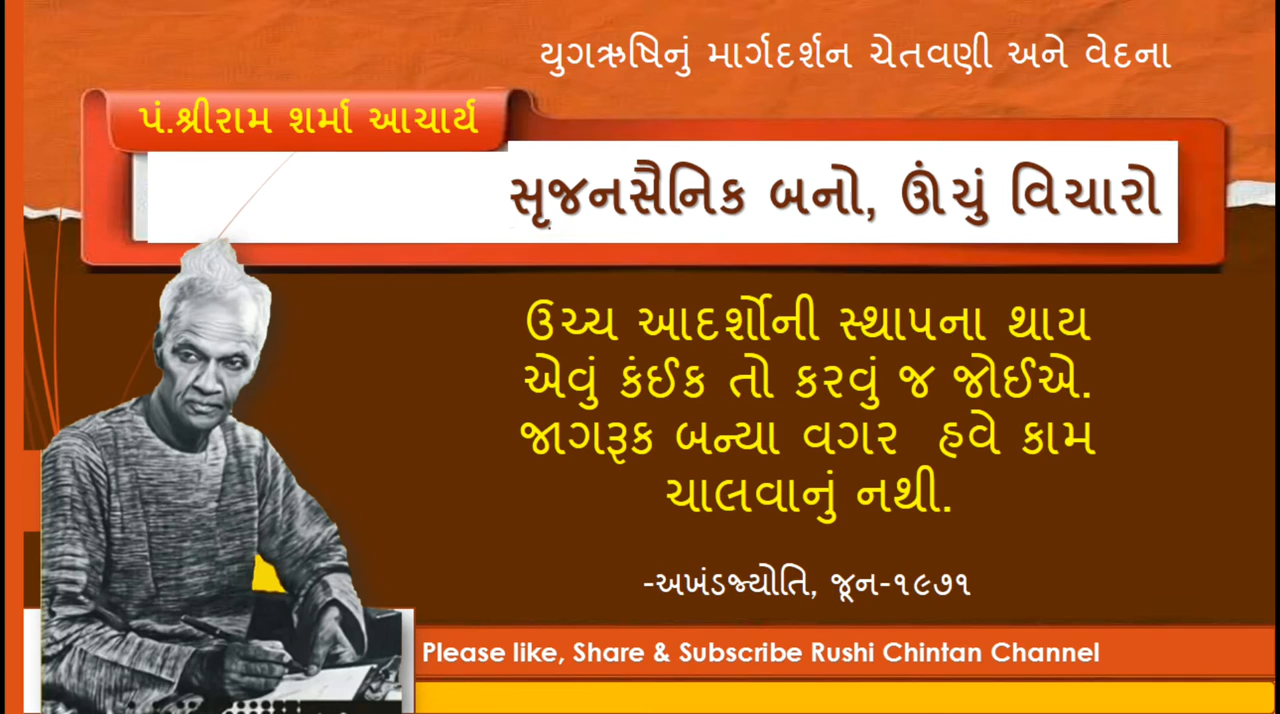 યુગઋષિનું માર્ગદર્શન ચેતવણી અને વેદના
પં.શ્રીરામ શર્મા આચાર્ય
સૃજનસૈનિક બનો, ઊંચું વિચારો
ઉચ્ચ આદર્શોની સ્થાપના થાય
એવું કંઈક તો કરવું જ જોઈએ.
જાગરૂક બન્યા વગર  હવે કામ
ચાલવાનું નથી.
-અખંડજ્યોતિ, જૂન-૧૯૭૧
Please like, Share & Subscribe Rushi Chintan Channel